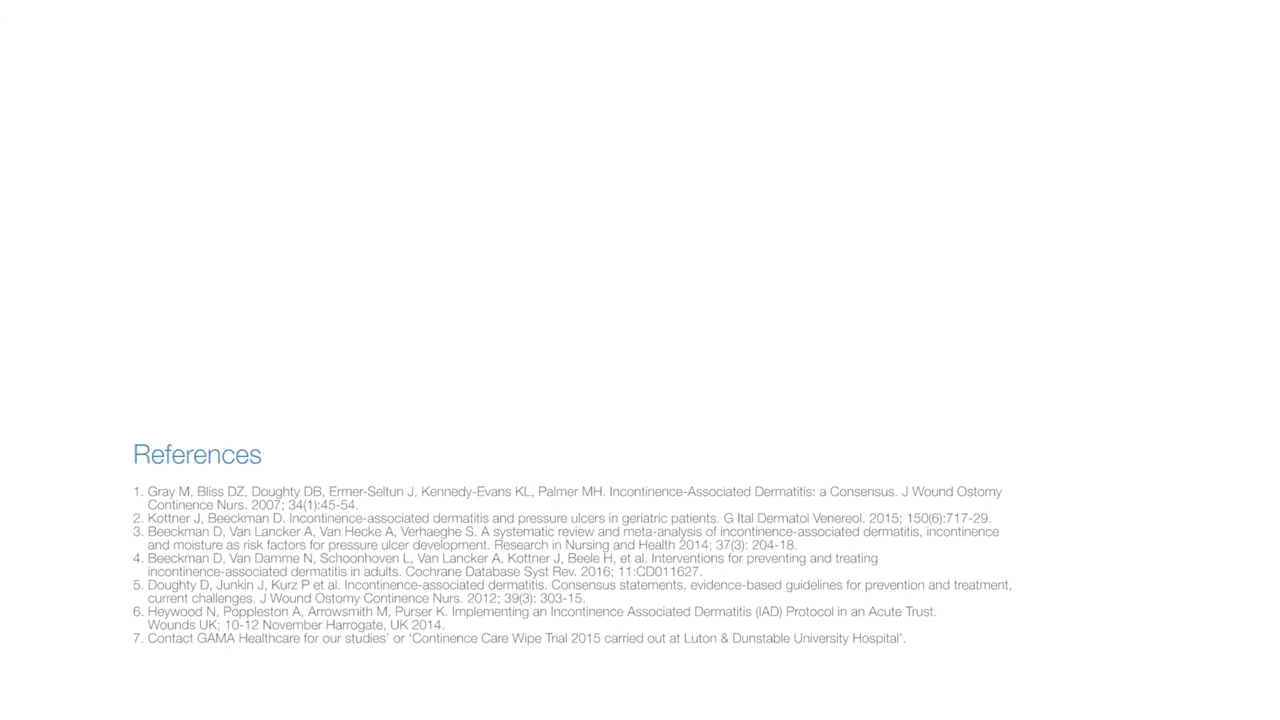 References
1. Gray M, Bliss DZ, Doughty DB, Ermer-Seltun J, Kennedy-Evans KL, Palmer MH. Incontinence-Associated Dermatitis: a Consensus. J Wound Ostomy
Continence Nurs. 2007; 34(1):45-54.
2. Kottner J, Beeckman D. Incontinence-associated dermatitis and pressure ulcers in geriatric patients. G Ital Dermatol Venereol. 2015; 150(6):717-29.
3. Beeckman D, Van Lancker A, Van Hecke A, Verhaeghe S. A systematic review and meta-analysis of incontinence-associated dermatitis, incontinence
and moisture as risk factors for pressure ulcer development. Research in Nursing and Health 2014; 37(3): 204-18.
4. Beeckman D, Van Damme N, Schoonhoven L, Van Lancker A, Kottner J, Beele H, et al. Interventions for preventing and treating
incontinence-associated dermatitis in adults. Cochrane Database Syst Rev. 2016; 11:CD011627.
5. Doughty D, Junkin J, Kurz P et al. Incontinence-associated dermatitis. Consensus statements, evidence-based guidelines for prevention and treatment,
current challenges. J Wound Ostomy Continence Nurs. 2012; 39(3): 303-15.
6. Heywood N, Poppleston A, Arrowsmith M, Purser K. Implementing an Incontinence Associated Dermatitis (IAD) Protocol in an Acute Trust.
Wounds UK; 10-12 November Harrogate, UK 2014.
7. Contact GAMA Healthcare for our studies’ or ‘Continence Care Wipe Trial 2015 carried out at Luton & Dunstable University Hospital’.